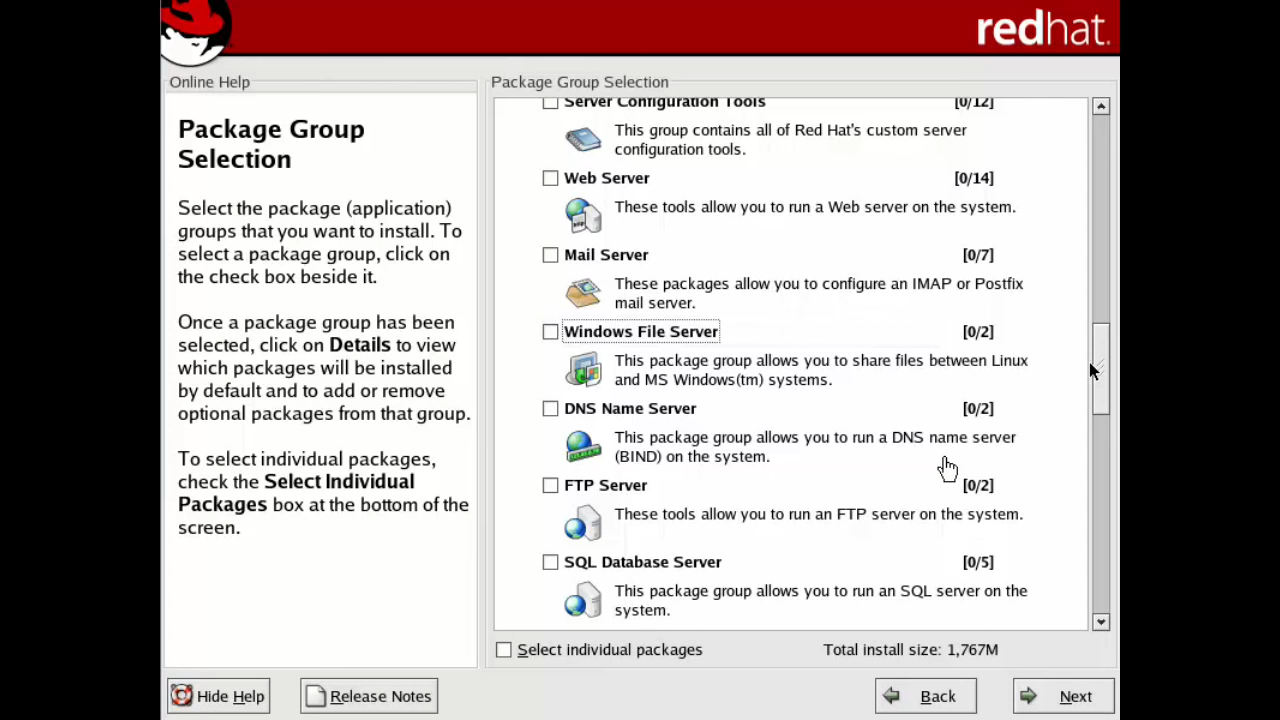 redhat.
Online Help
Package Group
Selection
Select the package (application)
groups that you want to install. To
select a package group, click on
the check box beside it.
Once a package group has been
selected, click on Details to view
which packages will be installed
by default and to add or remove
optional packages from that group.
To select individual packages,
check the Select Individual
Packages box at the bottom of the
screen.
Package Group Selection
Server Configuration Tools [0/12]
This group contains all of Red Hat's custom server
configuration tools.
Web Server [0/14]
These tools allow you to run a Web server on the system.
Mail Server [0/7]
These packages allow you to configure an IMAP or Postfix
mail server.
Windows File Server [0/2]
This package group allows you to share files between Linux
and MS Windows(tm) systems.
DNS Name Server [0/2]
This package group allows you to run a DNS name server
(BIND) on the system.
FTP Server [0/2]
These tools allow you to run an FTP server on the system.
SQL Database Server [0/5]
This package group allows you to run an SQL server on the
system.
Select individual packages Total install size: 1,767M
Hide Help Release Notes Back Next